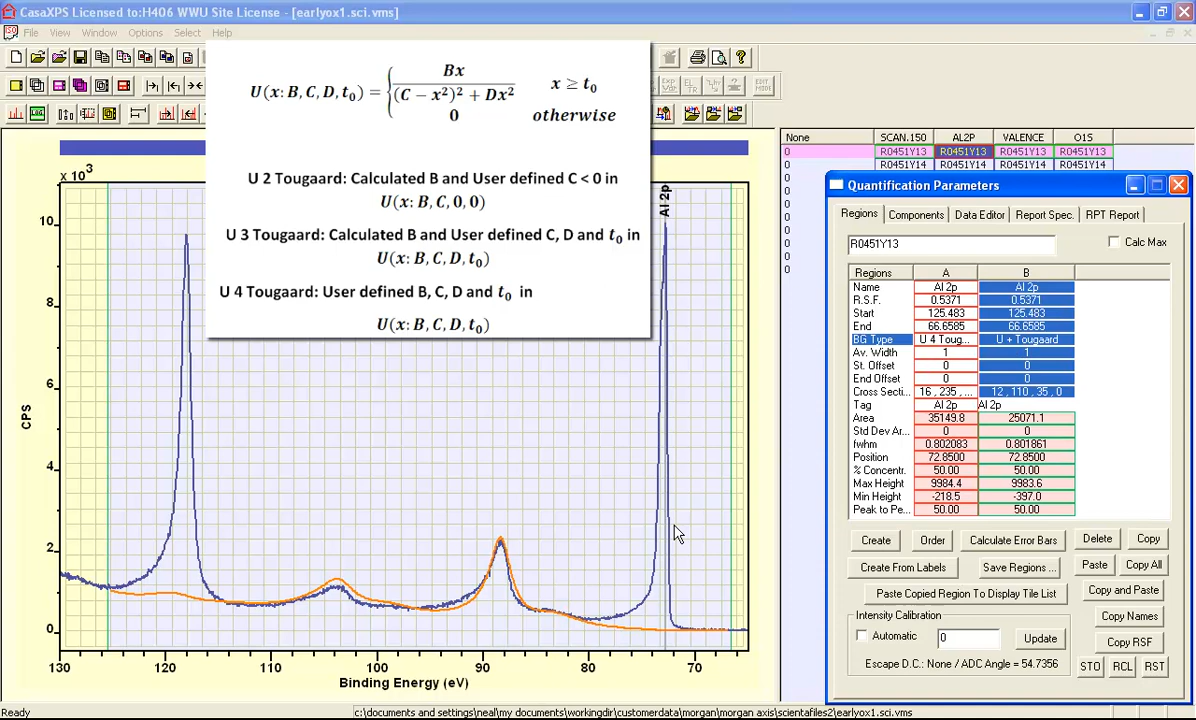 CasaXPS Licensed to:H406 WWU Site License - [earlyox1.sci.vms]
File View Window Options Select Help
U(x: B, C, D, t₀) = { Bx / (C − x²)² + Dx² x ≥ t₀
0 otherwise
U 2 Tougaard: Calculated B and User defined C < 0 in
U(x: B, C, 0, 0)
U 3 Tougaard: Calculated B and User defined C, D and t₀ in
U(x: B, C, D, t₀)
U 4 Tougaard: User defined B, C, D and t₀ in
U(x: B, C, D, t₀)
x 10³
10
8
6
4
2
0
CPS
Al 2p
130 120 110 100 90 80 70
Binding Energy (eV)
None SCAN.150 AL2P VALENCE O1S
0 R0451Y13 R0451Y13 R0451Y13 R0451Y13
0 R0451Y14 R0451Y14 R0451Y14 R0451Y14
0
0
0
0
0
0
0
0
Quantification Parameters
Regions Components Data Editor Report Spec. RPT Report
R0451Y13 Calc Max
Regions A B
Name Al 2p Al 2p
R.S.F. 0.5371 0.5371
Start 125.483 125.483
End 66.6585 66.6585
BG Type U 4 Toug... U + Tougaard
Av. Width 1 1
St. Offset 0 0
End Offset 0 0
Cross Secti... 16 , 235 , ... 12 , 110 , 35 , 0
Tag Al 2p Al 2p
Area 35149.8 25071.1
Std Dev Ar... 0 0
fwhm 0.802083 0.801861
Position 72.8500 72.8500
% Concentr. 50.00 50.00
Max Height 9984.4 9983.6
Min Height -218.5 -397.0
Peak to Pe... 50.00 50.00
Create Order Calculate Error Bars Delete Copy
Create From Labels Save Regions ... Paste Copy All
Paste Copied Region To Display Tile List Copy and Paste
Intensity Calibration Copy Names
Automatic 0 Update Copy RSF
Escape D.C.: None / ADC Angle = 54.7356 STO RCL RST
Ready c:\documents and settings\neal\my documents\workingdir\customerdata\morgan\morgan axis\scientafiles2\earlyox1.sci.vms